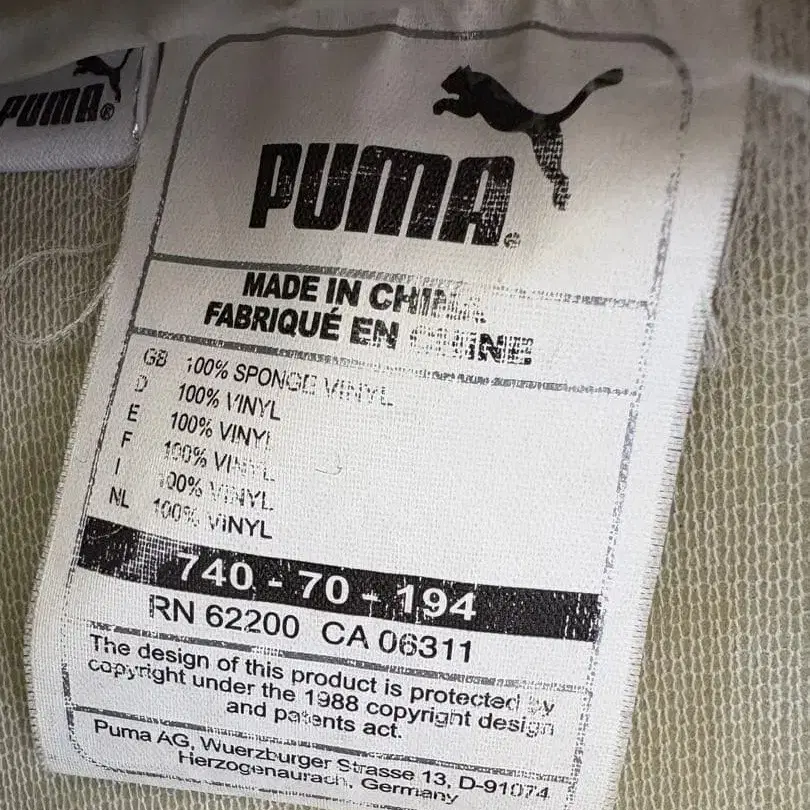 PUMA®
PUMA®
MADE IN CHINA
FABRIQUÉ EN CHINE
GB 100% SPONGE VINYL
D 100% VINYL
E 100% VINYL
F 100% VINYL
I 100% VINYL
NL 100% VINYL
740 - 70 - 194
RN 62200 CA 06311
The design of this product is protected by
copyright under the 1988 copyright design
and patents act.
Puma AG, Wuerzburger Strasse 13, D-91074
Herzogenaurach, Germany